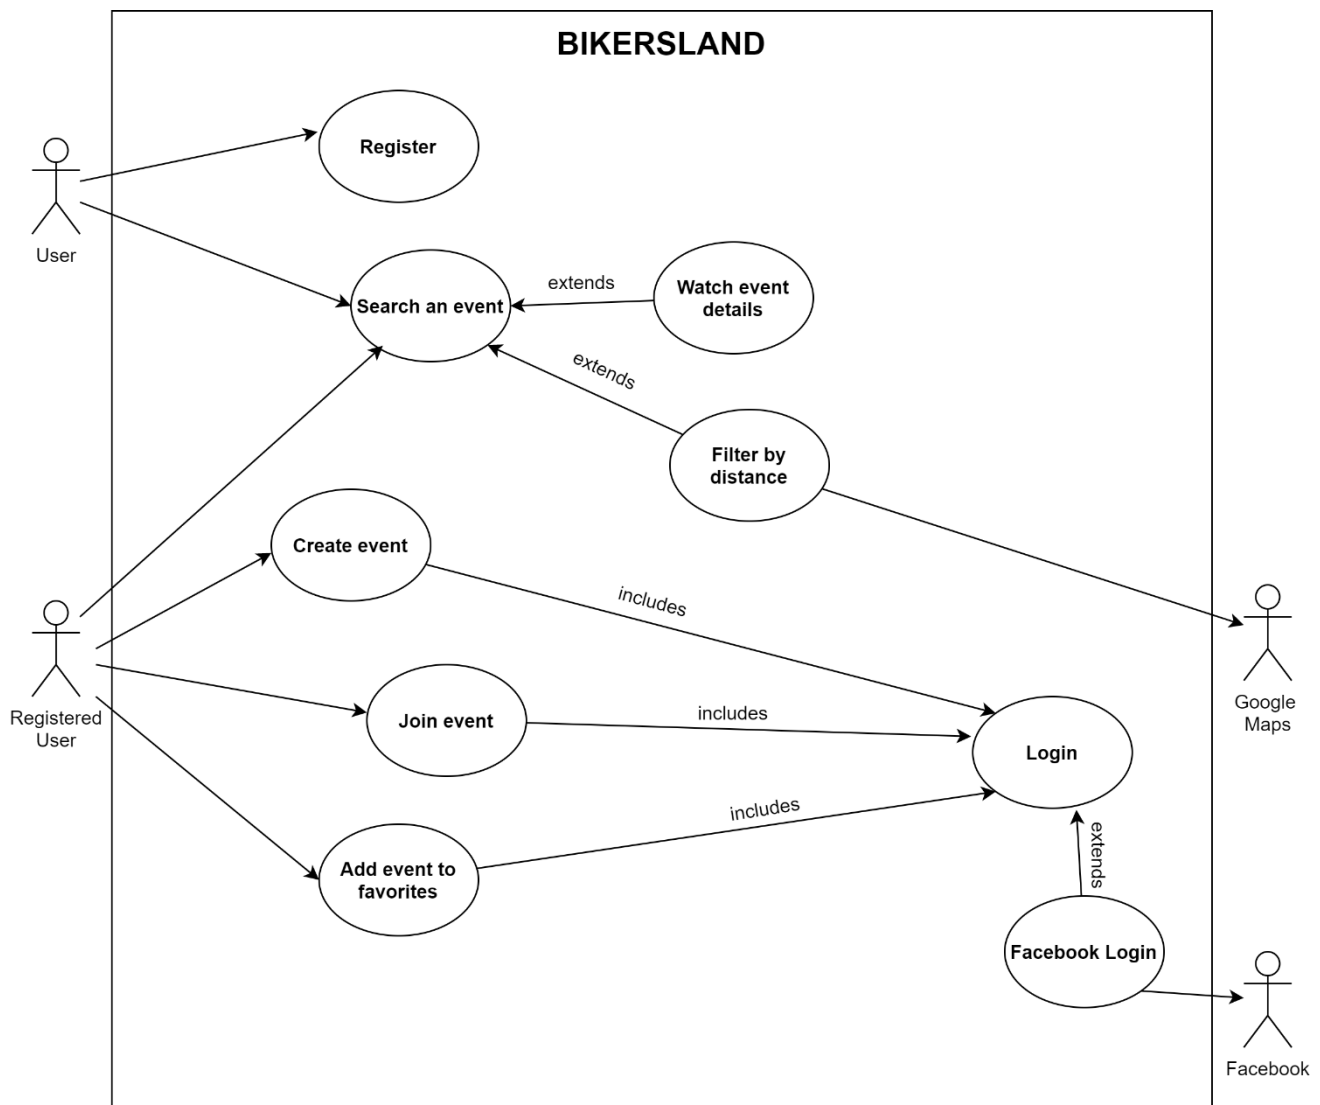 BIKERSLAND
Register
User
Search an event
extends
Watch event
details
extends
Filter by
distance
Create event
includes
Registered
User
Google
Maps
Join event
includes
Login
includes
Add event to
favorites
extends
Facebook Login
Facebook